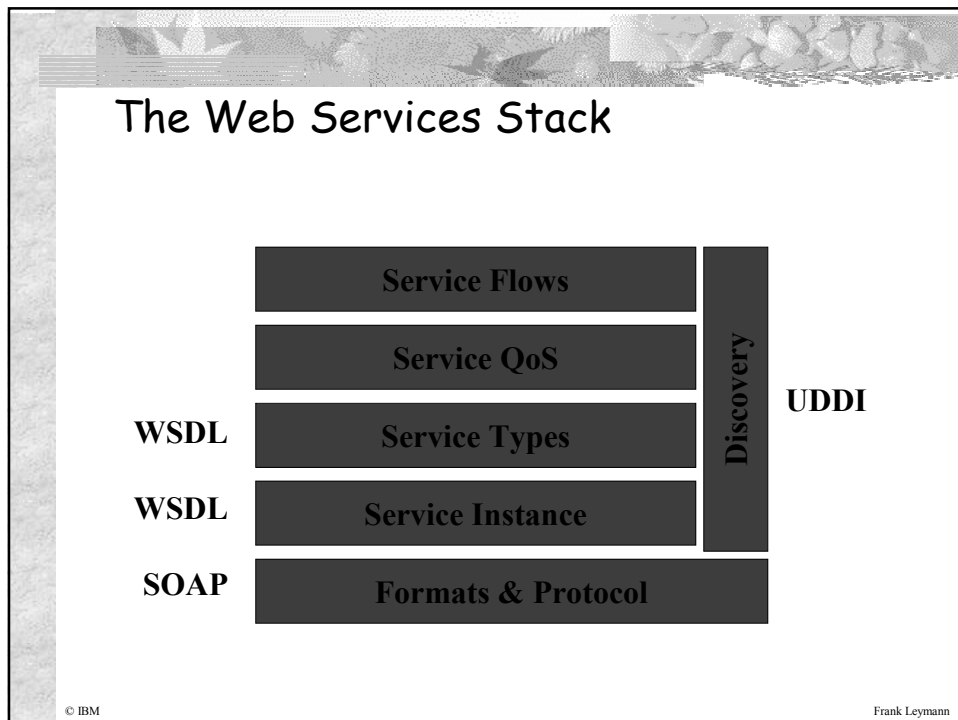 The Web Services Stack
Service Flows
Service QoS
WSDL
Service Types
WSDL
Service Instance
SOAP
Formats & Protocol
Discovery
UDDI
© IBM
Frank Leymann